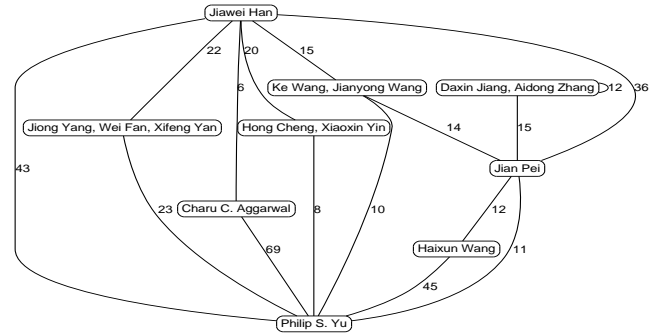 Jiawei Han
22
20
15
6
Ke Wang, Jianyong Wang
Daxin Jiang, Aidong Zhang
12
36
Jiong Yang, Wei Fan, Xifeng Yan
Hong Cheng, Xiaoxin Yin
14
15
43
Jian Pei
23
Charu C. Aggarwal
8
10
12
69
Haixun Wang
11
45
Philip S. Yu